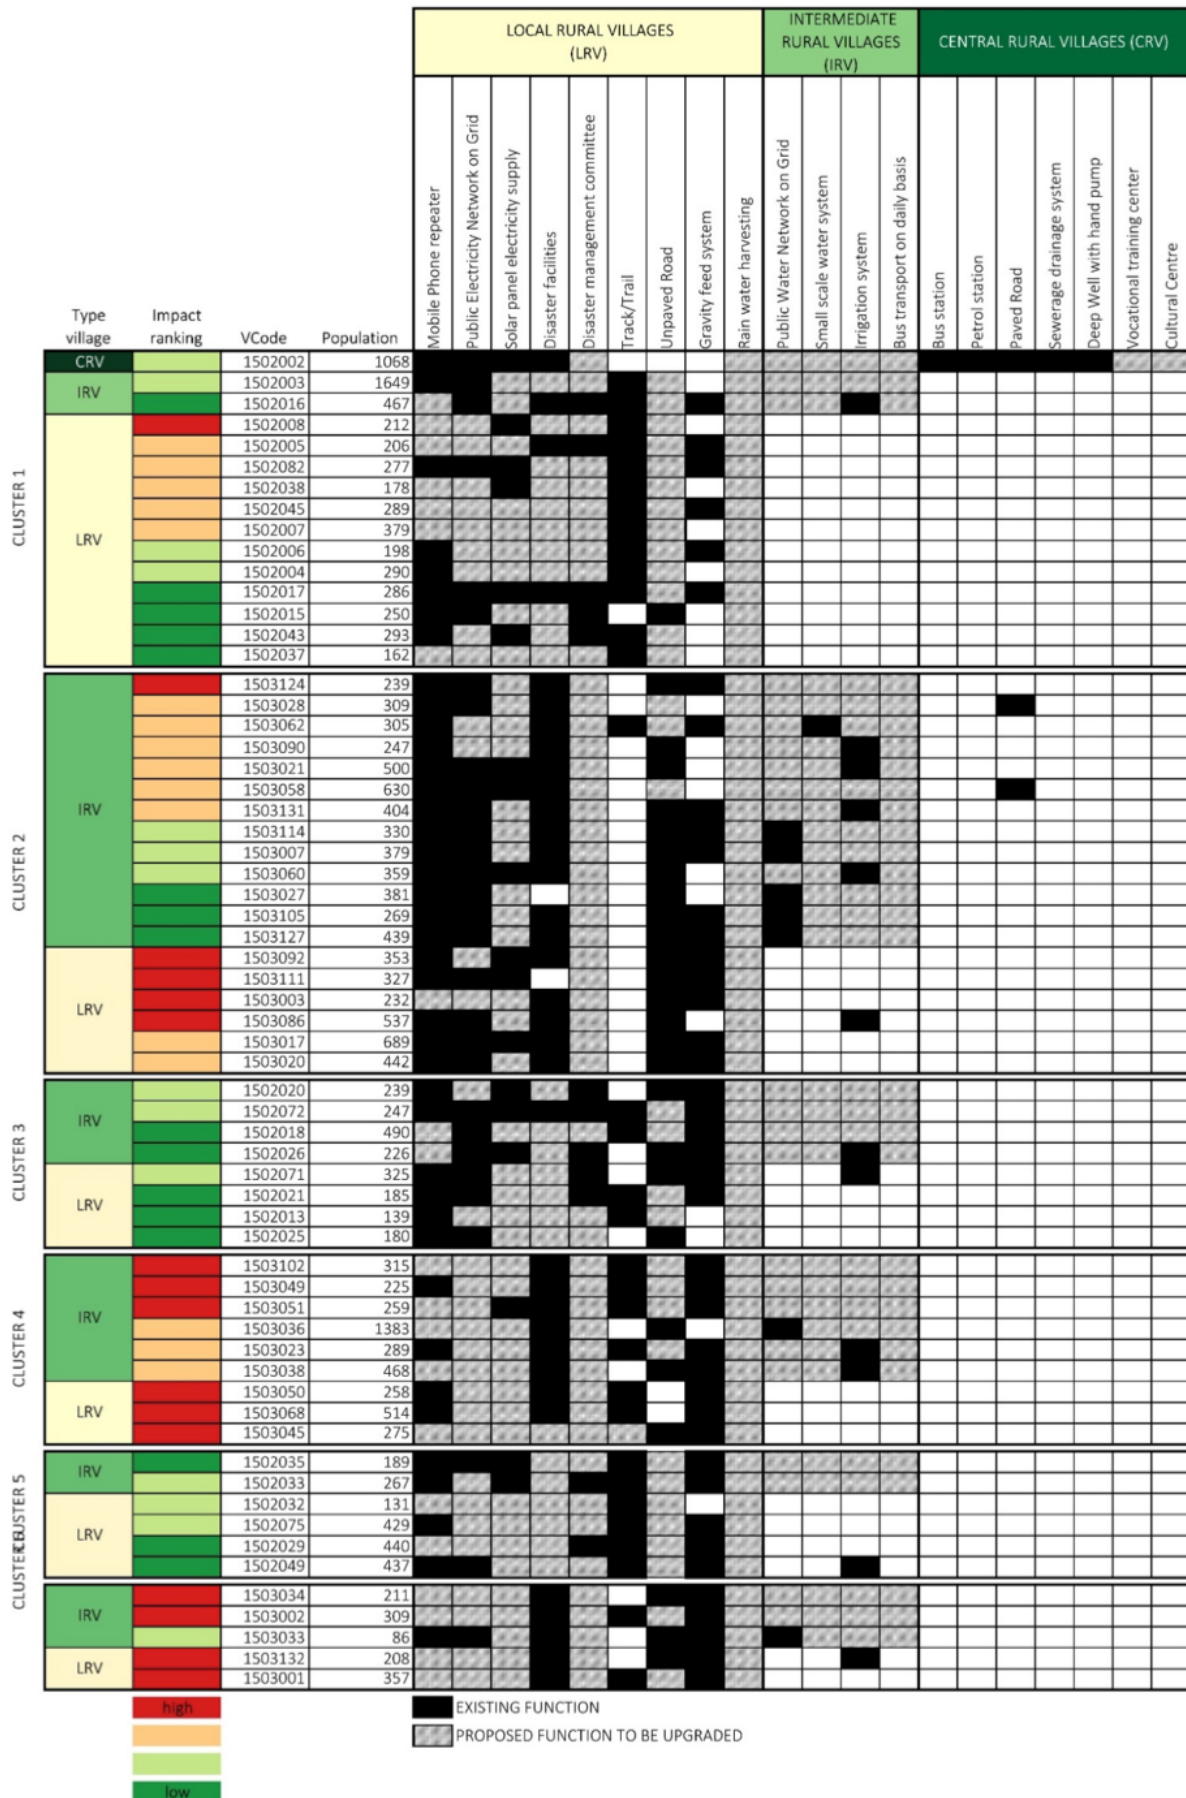 LOCAL RURAL VILLAGES
(LRV)
INTERMEDIATE
RURAL VILLAGES
(IRV)
CENTRAL RURAL VILLAGES (CRV)
Type
village
Impact
ranking
VCode
Population
Mobile Phone repeater
Public Electricity Network on Grid
Solar panel electricity supply
Disaster facilities
Disaster management committee
Track/Trail
Unpaved Road
Gravity feed system
Rain water harvesting
Public Water Network on Grid
Small scale water system
Irrigation system
Bus transport on daily basis
Bus station
Petrol station
Paved Road
Sewerage drainage system
Deep Well with hand pump
Vocational training center
Cultural Centre
CLUSTER 1
CRV 1502002 1068
IRV
1502003 1649
1502016 467
LRV
1502008 212
1502005 206
1502082 277
1502038 178
1502045 289
1502007 379
1502006 198
1502004 290
1502017 286
1502015 250
1502043 293
1502037 162
CLUSTER 2
IRV
1503124 239
1503028 309
1503062 305
1503090 247
1503021 500
1503058 630
1503131 404
1503114 330
1503007 379
1503060 359
1503027 381
1503105 269
1503127 439
LRV
1503092 353
1503111 327
1503003 232
1503086 537
1503017 689
1503020 442
CLUSTER 3
IRV
1502020 239
1502072 247
1502018 490
1502026 226
LRV
1502071 325
1502021 185
1502013 139
1502025 180
CLUSTER 4
IRV
1503102 315
1503049 225
1503051 259
1503036 1383
1503023 289
1503038 468
LRV
1503050 258
1503068 514
1503045 275
CLUSTER 5
IRV
1502035 189
1502033 267
LRV
1502032 131
1502075 429
1502029 440
1502049 437
CLUSTER
IRV
1503034 211
1503002 309
1503033 86
LRV
1503132 208
1503001 357
high
low
EXISTING FUNCTION
PROPOSED FUNCTION TO BE UPGRADED